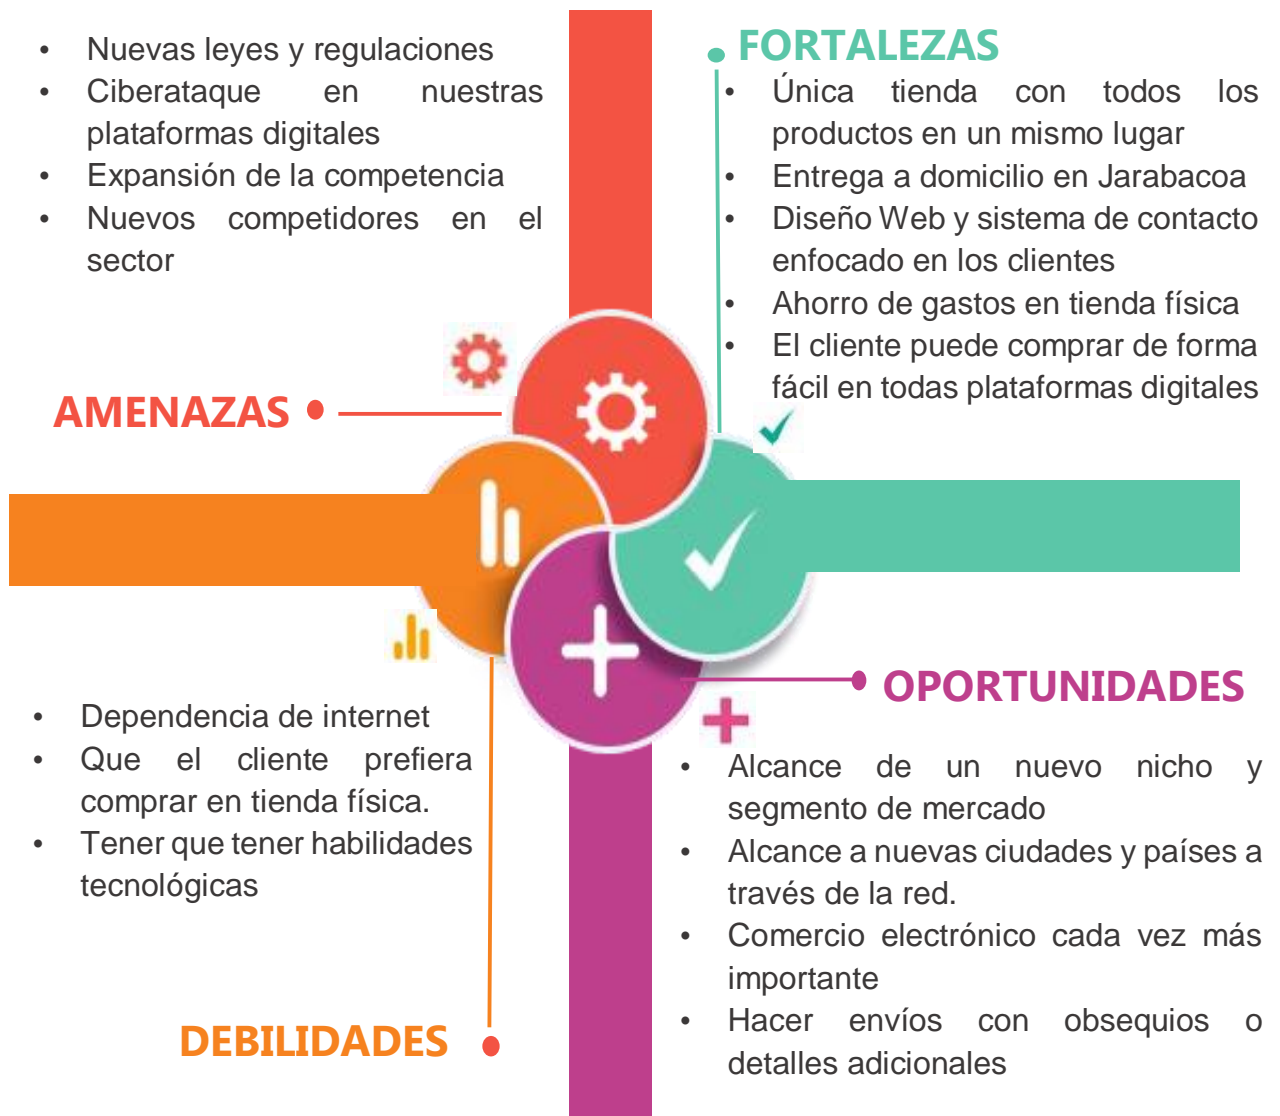 • Nuevas leyes y regulaciones
• Ciberataque en nuestras
plataformas digitales
• Expansión de la competencia
• Nuevos competidores en el
sector
AMENAZAS
FORTALEZAS
• Única tienda con todos los
productos en un mismo lugar
• Entrega a domicilio en Jarabacoa
• Diseño Web y sistema de contacto
enfocado en los clientes
• Ahorro de gastos en tienda física
• El cliente puede comprar de forma
fácil en todas plataformas digitales
• Dependencia de internet
• Que el cliente prefiera
comprar en tienda física.
• Tener que tener habilidades
tecnológicas
DEBILIDADES
OPORTUNIDADES
• Alcance de un nuevo nicho y
segmento de mercado
• Alcance a nuevas ciudades y países a
través de la red.
• Comercio electrónico cada vez más
importante
• Hacer envíos con obsequios o
detalles adicionales